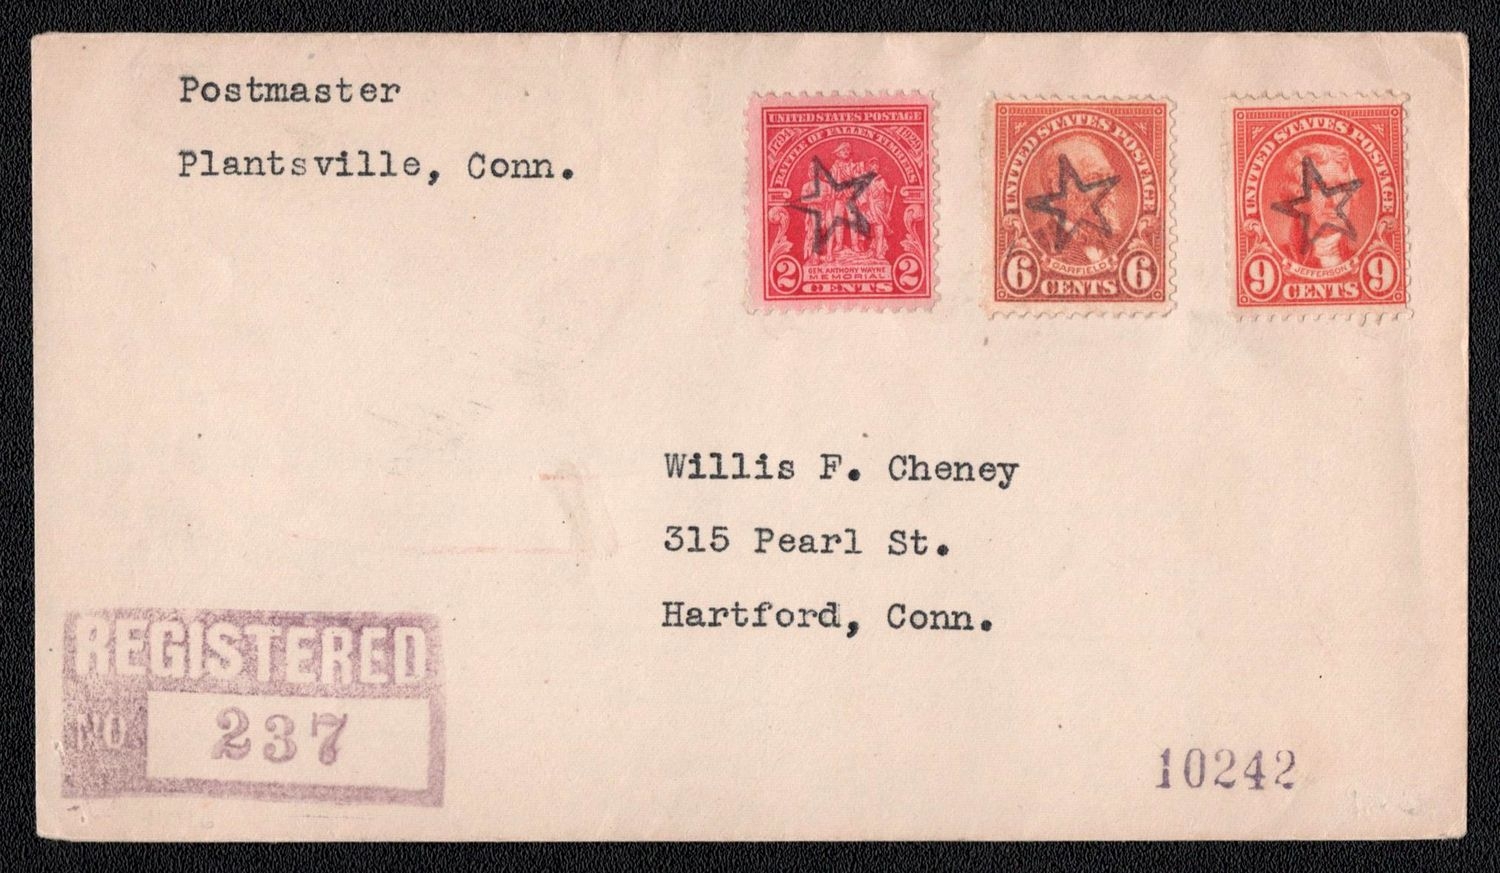 Postmaster
Plantsville, Conn.
UNITED STATES POSTAGE
BATTLE OF FALLEN TIMBERS
1794
1929
2 2
GEN. ANTHONY WAYNE
MEMORIAL
CENTS
UNITED STATES POSTAGE
GARFIELD
6 6
CENTS
UNITED STATES POSTAGE
JEFFERSON
9 9
CENTS
Willis F. Cheney
315 Pearl St.
Hartford, Conn.
REGISTERED
NO. 237
10242